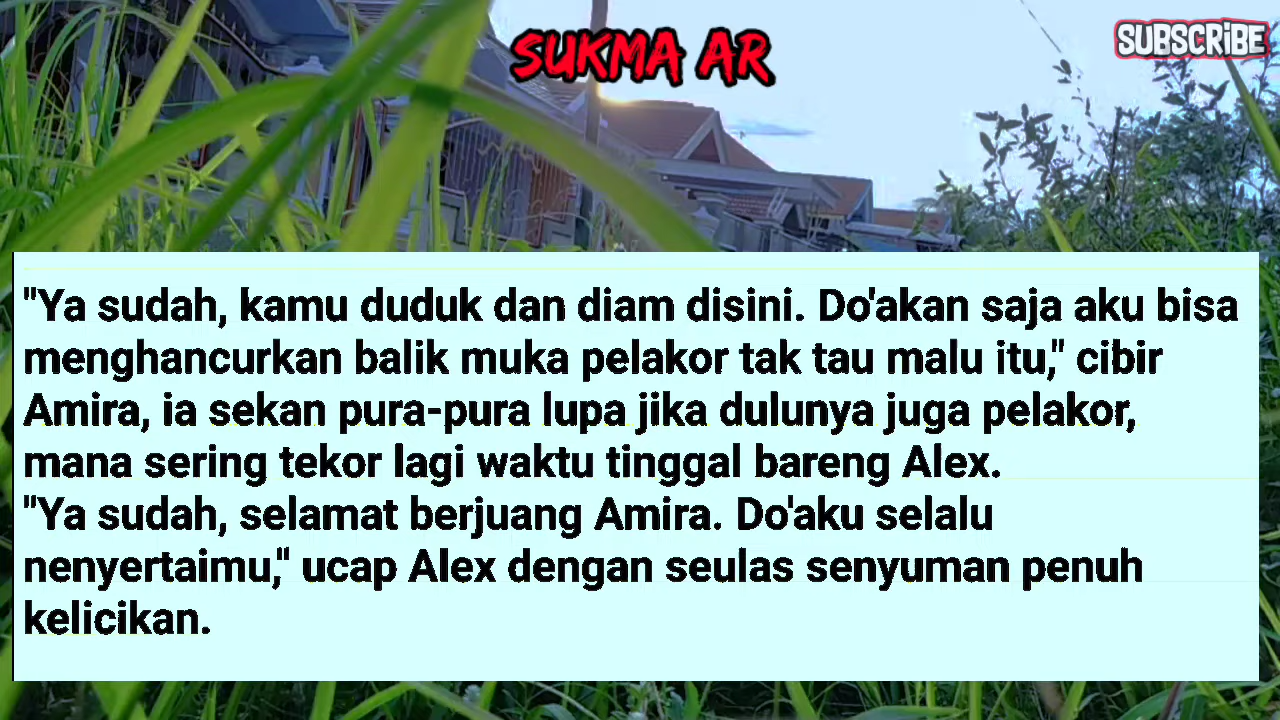 SUKMA AR
SUBSCRIBE
"Ya sudah, kamu duduk dan diam disini. Do'akan saja aku bisa
menghancurkan balik muka pelakor tak tau malu itu," cibir
Amira, ia sekan pura-pura lupa jika dulunya juga pelakor,
mana sering tekor lagi waktu tinggal bareng Alex.
"Ya sudah, selamat berjuang Amira. Do'aku selalu
nenyertaimu," ucap Alex dengan seulas senyuman penuh
kelicikan.